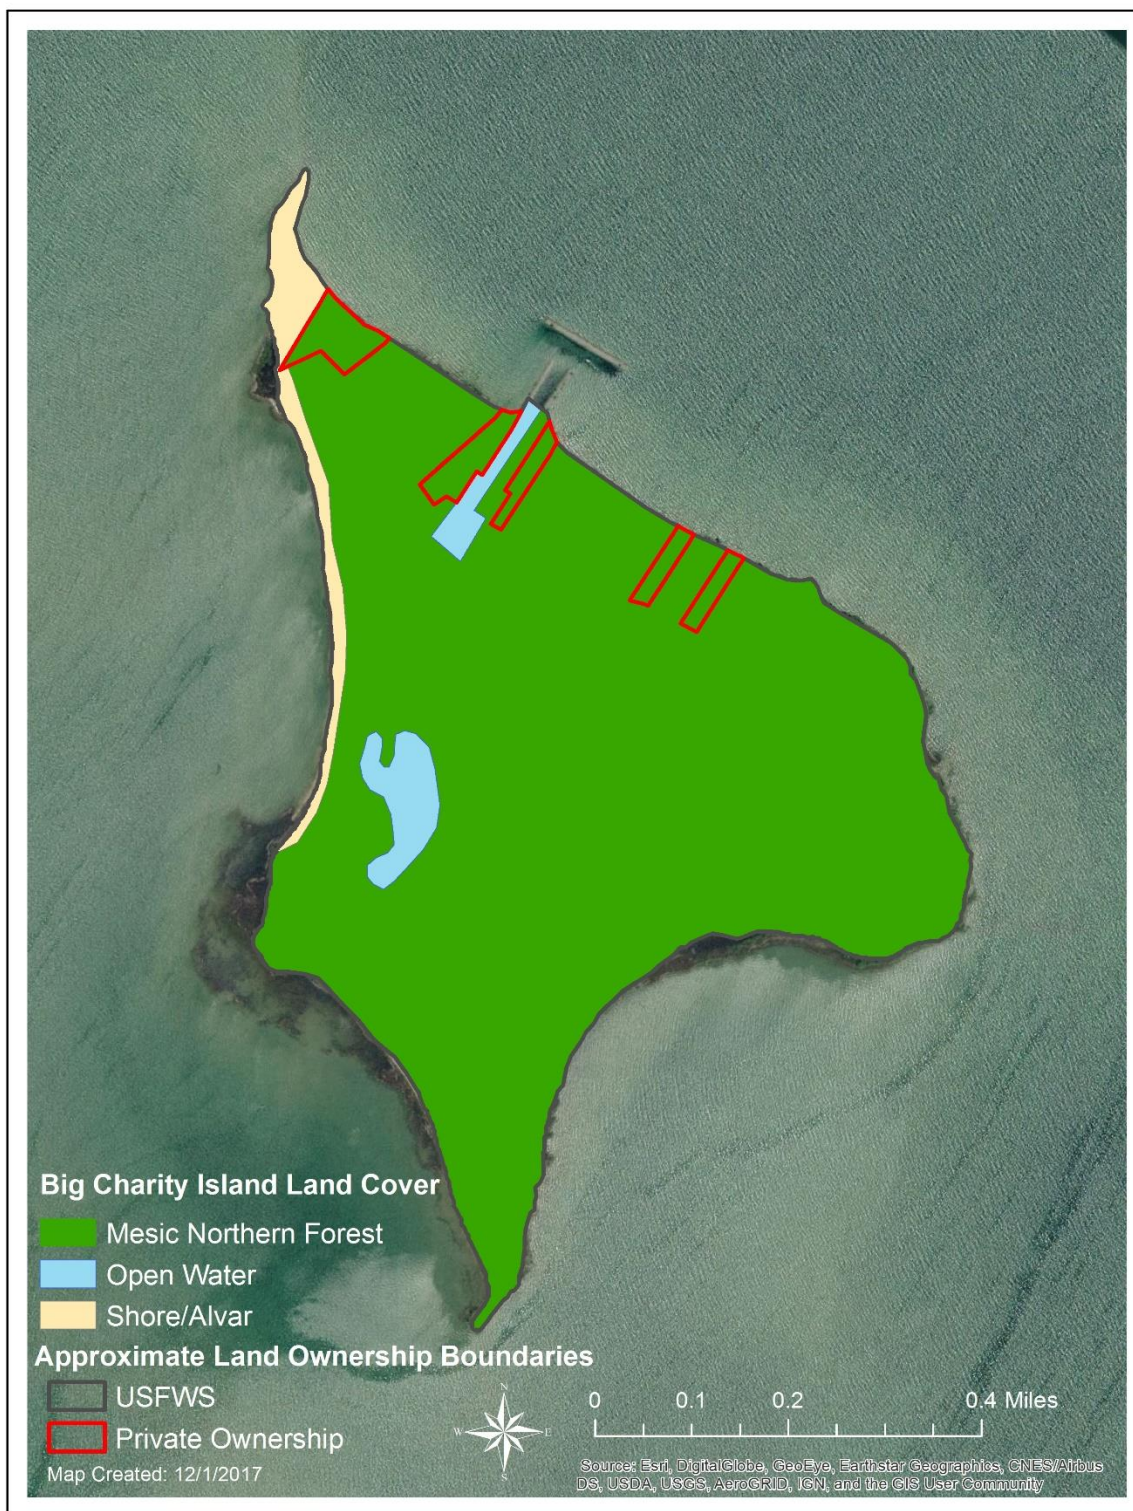 Big Charity Island Land Cover
Mesic Northern Forest
Open Water
Shore/Alvar
Approximate Land Ownership Boundaries
USFWS
Private Ownership
Map Created: 12/1/2017
N
W E
S
0 0.1 0.2 0.4 Miles
Source: Esri, DigitalGlobe, GeoEye, Earthstar Geographics, CNES/Airbus
DS, USDA, USGS, AeroGRID, IGN, and the GIS User Community